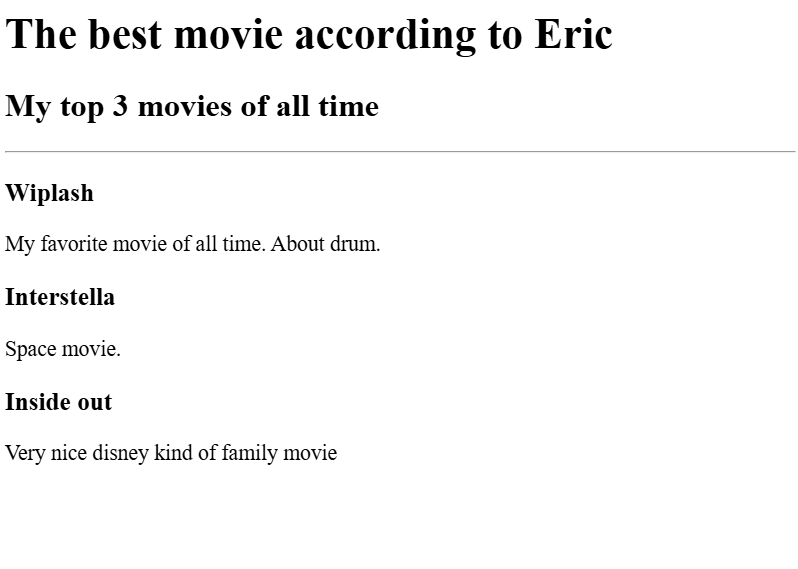 The best movie according to Eric
My top 3 movies of all time
Wiplash
My favorite movie of all time. About drum.
Interstella
Space movie.
Inside out
Very nice disney kind of family movie